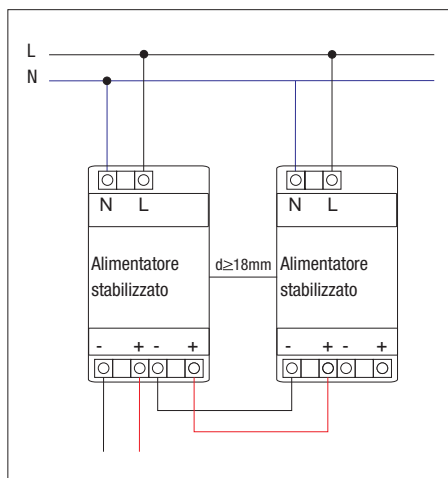 L
N
N L
N L
Alimentatore
stabilizzato
d≥18mm
Alimentatore
stabilizzato
- + - +
- + - +